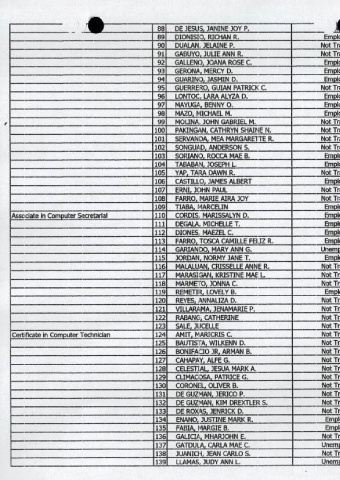 88 DE JESUS, JANINE JOY P.
89 DIONISIO, RICHAN R. Empl
90 DUALAN, JELAINE P. Not Tr
91 GABUYO, JULIE ANN R. Not Tr
92 GALLENO, JOANA ROSE C. Empl
93 GERONA, MERCY D. Empl
94 GUARINO, JASMIN D. Empl
95 GUERRERO, GUIAN PATRICK C. Not Tr
96 LONTOC, LARA ALYZA D. Empl
97 MAYUGA, BENNY O. Empl
98 MAZO, MICHAEL M. Empl
99 MOLINA, JOHN GABRIEL M. Not Tr
100 PAKINGAN, CATHRYN SHAINE N. Not Tr
101 SERVANDA, MEA MARGARETTE R. Not Tr
102 SONGUAD, ANDERSON S. Not Tr
103 SORIANO, ROCCA MAE B. Empl
104 TABABAN, JOSEPH L. Empl
105 YAP, TARA DAWN R. Not Tr
106 CASTILLO, JAMES ALBERT Empl
107 ERNI, JOHN PAUL Not Tr
108 FARRO, MARIE AIRA JOY Not Tr
109 TIABA, MARCELIN Empl
Associate in Computer Secretarial 110 CORDIS, MARISSALYN D. Empl
111 DEGALA, MICHELLE T. Empl
112 DIONES, MAEZEL C. Empl
113 FARRO, TOSCA CAMILLE FELIZ R. Empl
114 GARIANDO, MARY ANN G. Unemp
115 JORDAN, NORMY JANE T. Empl
116 MALALUAN, CRISSELLE ANNE R. Not Tr
117 MARASIGAN, KRISTINE MAE L. Not Tr
118 MARMETO, JONNA C. Not Tr
119 REMETIR, LOVELY B. Empl
120 REYES, ANNALIZA D. Not Tr
121 VILLARAMA, JENAMARIE P. Not Tr
122 RABANG, CATHERINE Not Tr
123 SALE, JUCELLE Not Tr
Certificate in Computer Technician 124 AMIT, MARICRIS C. Not Tr
125 BAUTISTA, WILKENN D. Not Tr
126 BONIFACIO JR, ARMAN B. Not Tr
127 CAHAPAY, ALFE G. Not Tr
128 CELESTIAL, JESUA MARK A. Not Tr
129 CLIMACOSA, PATRICE G. Not Tr
130 CORONEL, OLIVER B. Not Tr
131 DE GUZMAN, JERICO P. Not Tr
132 DE GUZMAN, KIM DREXTLER S. Not Tr
133 DE ROXAS, JENRICK D. Not Tr
134 ENANO, JUSTINE MARK R. Empl
135 FABIA, MARGIE B. Empl
136 GALICIA, MHARJOHN E. Not Tr
137 GATDULA, CARLA MAE C. Unemp
138 JUANICH, JEAN CARLO S. Not Tr
139 LLAMAS, JUDY ANN L. Unemp